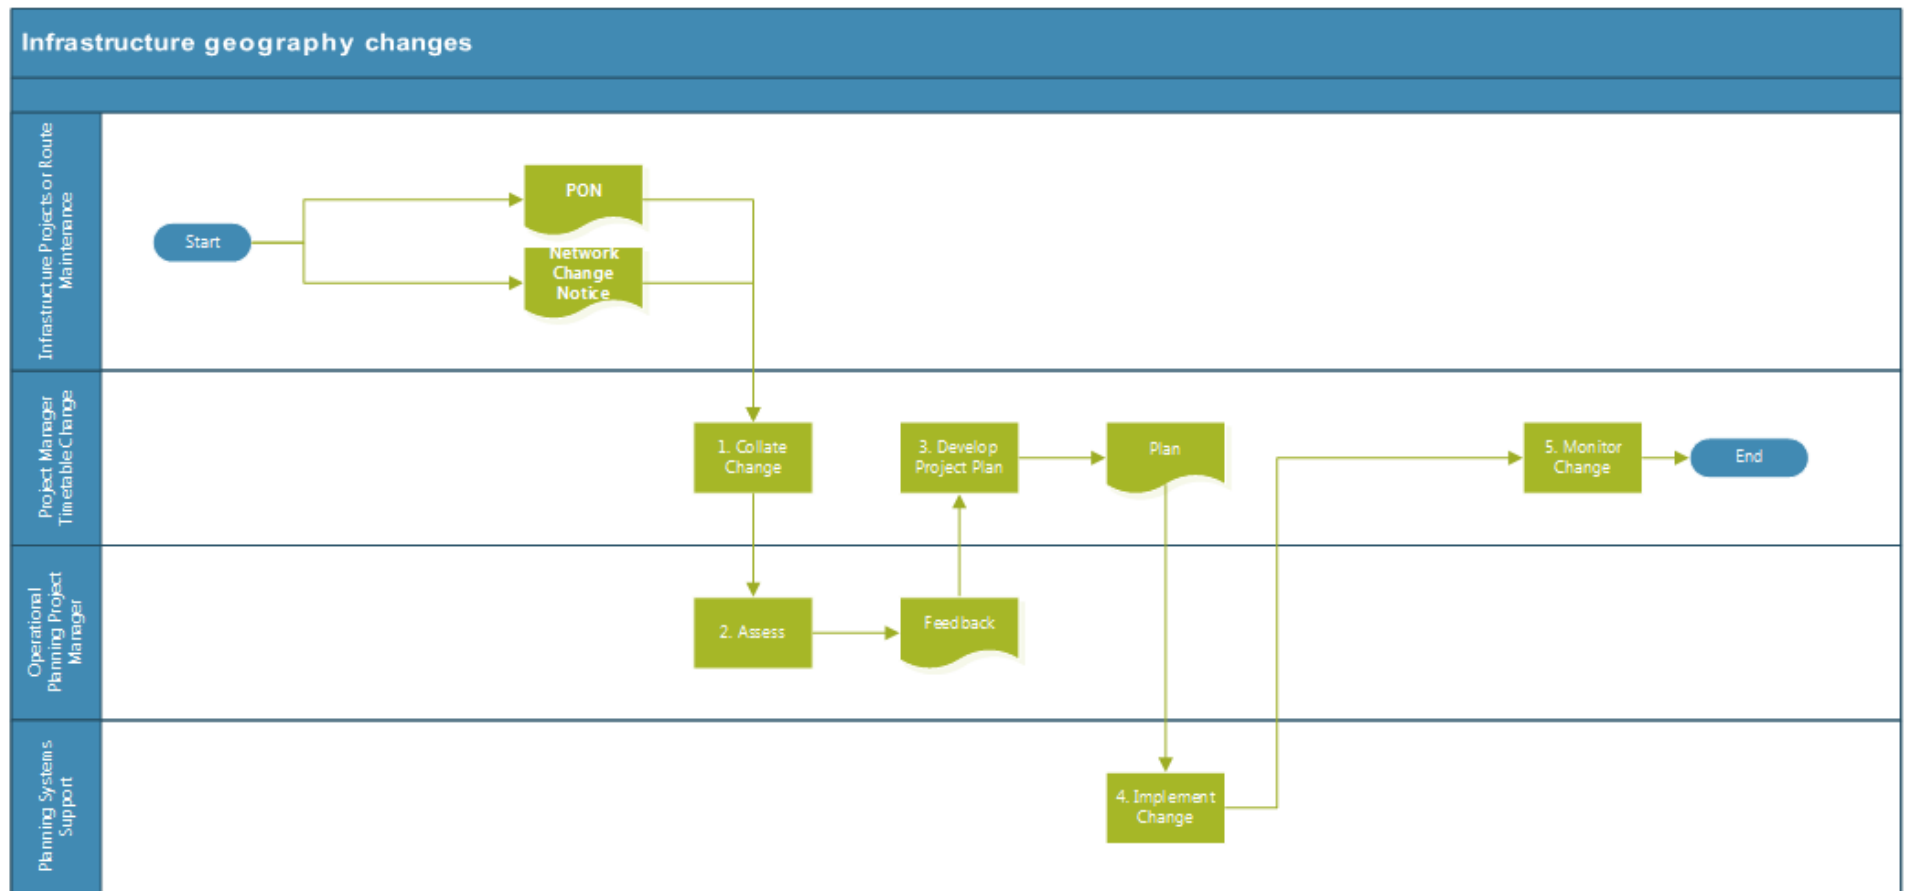 Infrastructure geography changes
Infrastructure Projects or Route
Maintenance
Start
PON
Network
Change
Notice
Project Manager
Timetable Change
1. Collate
Change
3. Develop
Project Plan
Plan
5. Monitor
Change
End
Operational
Planning Project
Manager
2. Assess
Feedback
Planning Systems
Support
4. Implement
Change